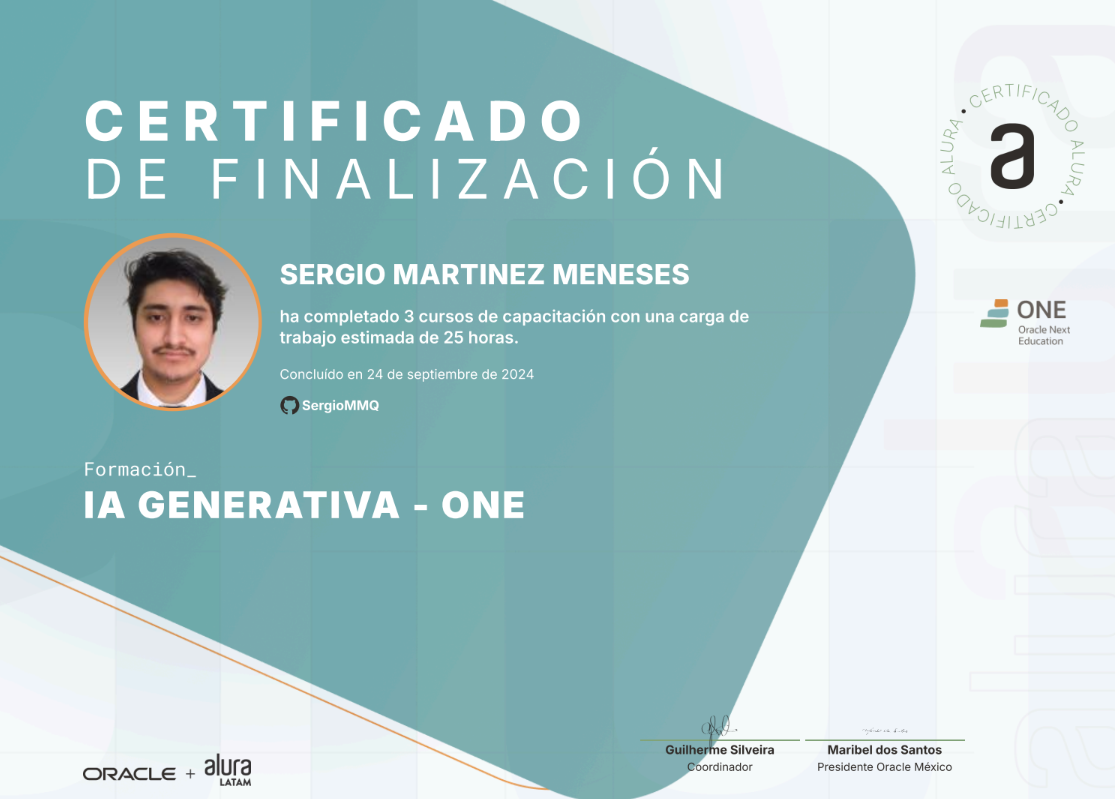 CERTIFICADO
DE FINALIZACIÓN
CERTIFICADO ALURA • CERTIFICADO ALURA •
a
SERGIO MARTINEZ MENESES
ha completado 3 cursos de capacitación con una carga de
trabajo estimada de 25 horas.
Concluído en 24 de septiembre de 2024
SergioMMQ
ONE
Oracle Next
Education
Formación_
IA GENERATIVA - ONE
ORACLE + alura
LATAM
Guilherme Silveira
Coordinador
Maribel dos Santos
Presidente Oracle México
alura
alura